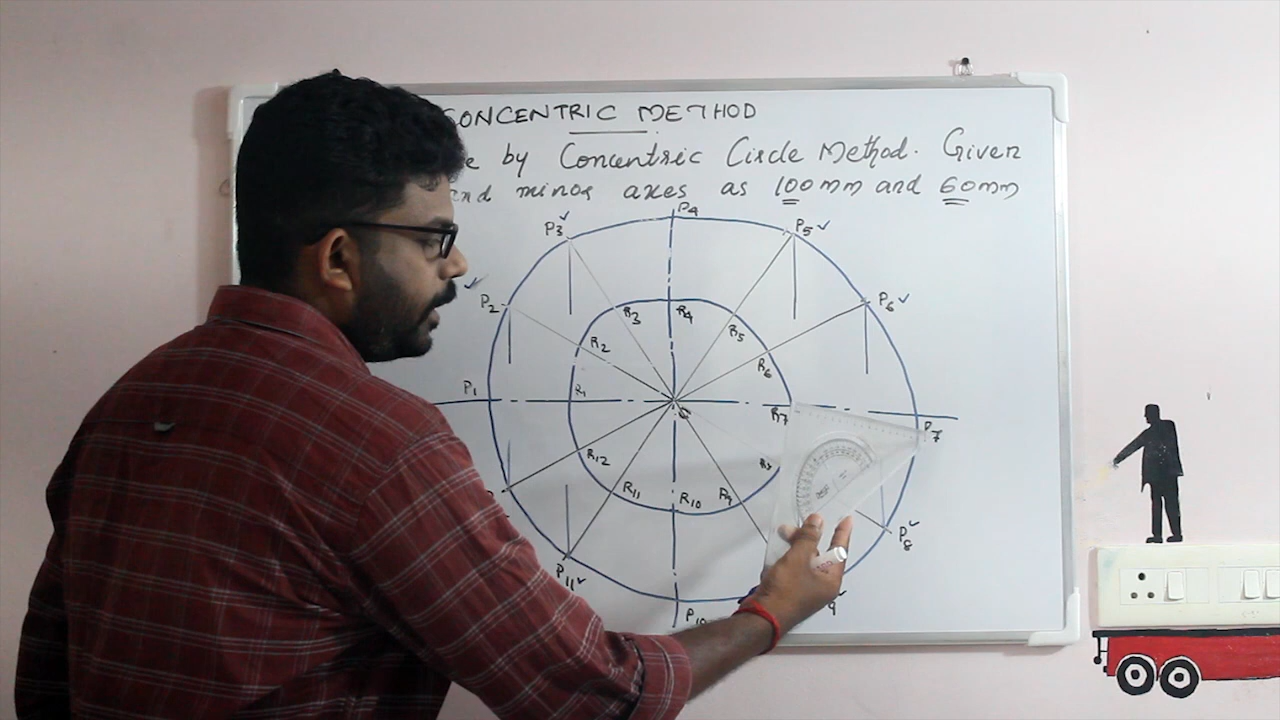 CONCENTRIC METHOD
by Concentric Circle Method. Given
and minor axes as 100mm and 60mm
P4
P3 P5
P2 P6
R3 R4 R5
R2 R6
P1 R1 C R7 P7
R12
R11 R10 R9
P8
P11
P10 9